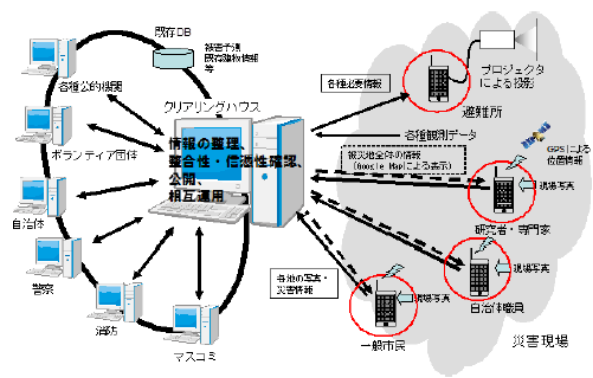 既存DB
被害予測
既存建物情報
等
各種公的機関
クリアリングハウス
情報の整理、
整合性・信憑性確認、
公開、
相互運用
ボランティア団体
自治体
警察
消防
マスコミ
各種必要情報
プロジェクタ
による投影
避難所
各種観測データ
被災地全体の情報
(Google Mapによる表示)
GPSによる
位置情報
現場写真
研究者・専門家
現場写真
自治体職員
各地の写真・
災害情報
現場写真
一般市民
災害現場